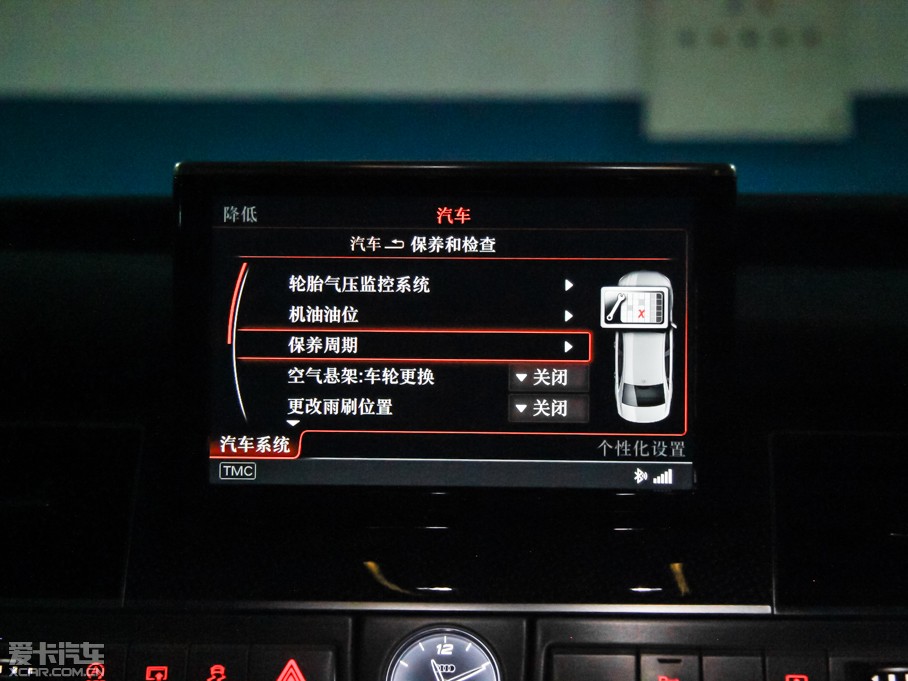 降低
汽车
汽车 保养和检查
轮胎气压监控系统
机油油位
保养周期
空气悬架:车轮更换 关闭
更改雨刷位置 关闭
汽车系统
个性化设置
TMC
12
爱卡汽车
XCAR.COM.CN